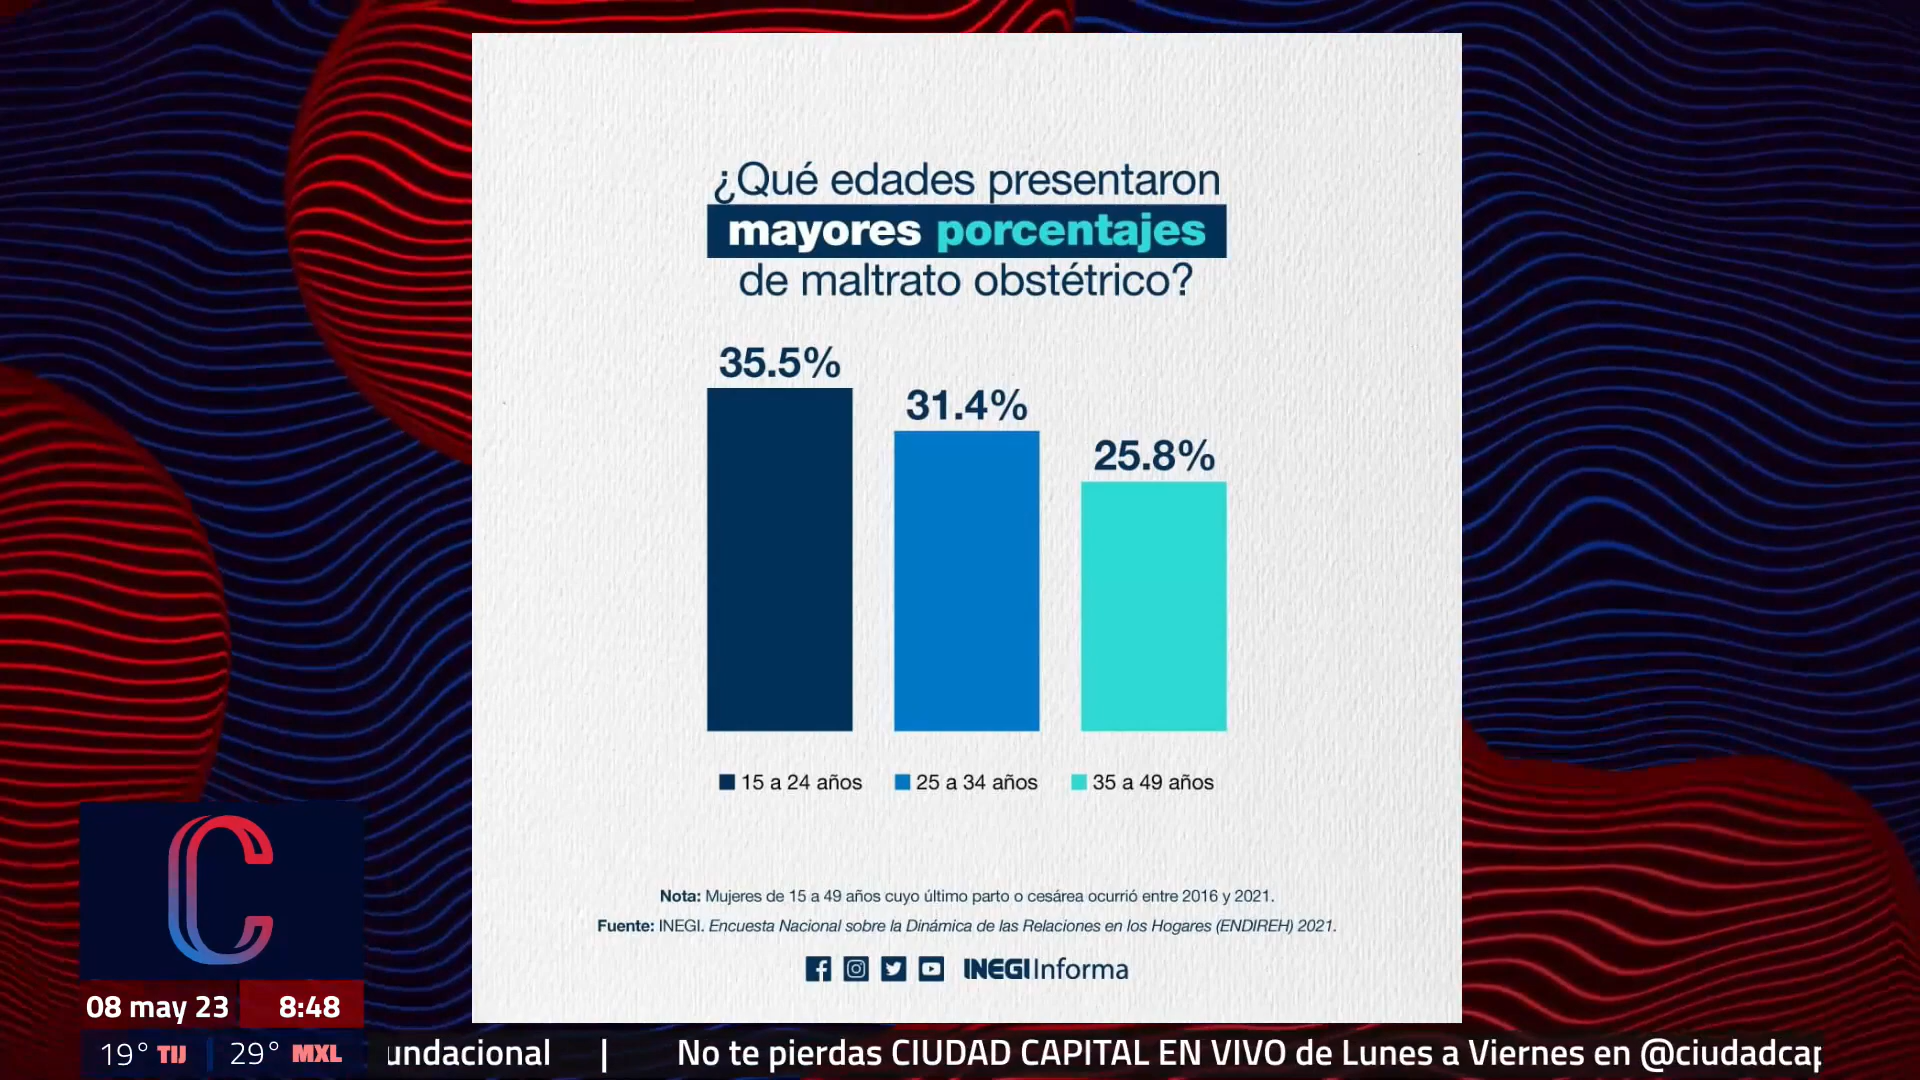 ¿Qué edades presentaron
mayores porcentajes
de maltrato obstétrico?
35.5%
31.4%
25.8%
15 a 24 años
25 a 34 años
35 a 49 años
Nota: Mujeres de 15 a 49 años cuyo último parto o cesárea ocurrió entre 2016 y 2021.
Fuente: INEGI. Encuesta Nacional sobre la Dinámica de las Relaciones en los Hogares (ENDIREH) 2021.
INEGI Informa
C
08 may 23 8:48
19° TIJ 29° MXL
undacional | No te pierdas CIUDAD CAPITAL EN VIVO de Lunes a Viernes en @ciudadcap